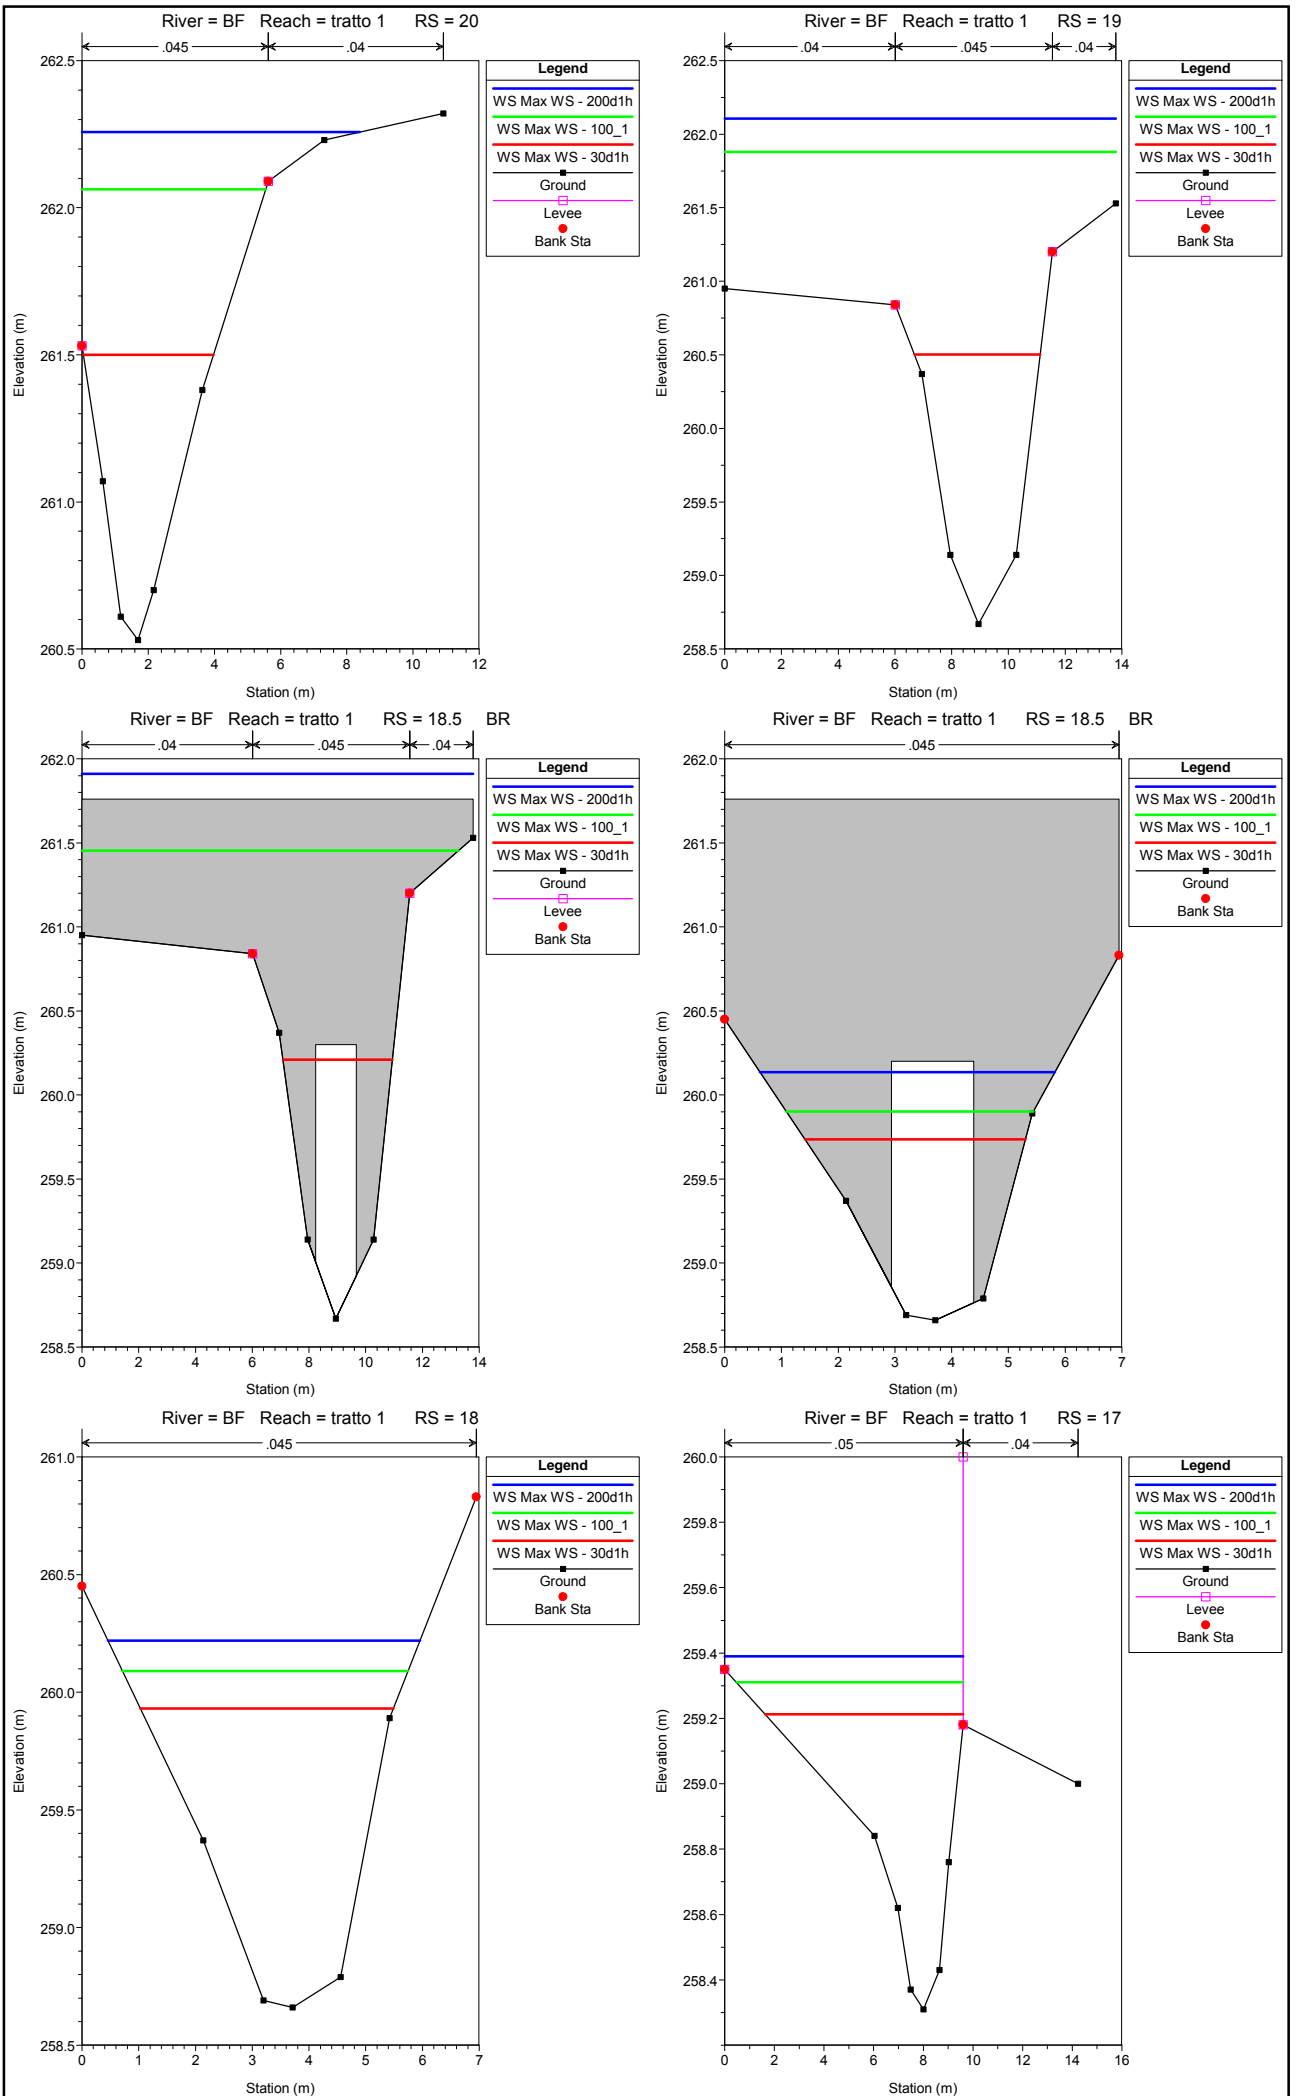 River = BF Reach = tratto 1 RS = 20
.045 .04
Legend
WS Max WS - 200d1h
WS Max WS - 100_1
WS Max WS - 30d1h
Ground
Levee
Bank Sta
262.5
262.0
261.5
261.0
260.5
Elevation (m)
0 2 4 6 8 10 12
Station (m)
River = BF Reach = tratto 1 RS = 19
.04 .045 .04
Legend
WS Max WS - 200d1h
WS Max WS - 100_1
WS Max WS - 30d1h
Ground
Levee
Bank Sta
262.5
262.0
261.5
261.0
260.5
260.0
259.5
259.0
258.5
Elevation (m)
0 2 4 6 8 10 12 14
Station (m)
River = BF Reach = tratto 1 RS = 18.5 BR
.04 .045 .04
Legend
WS Max WS - 200d1h
WS Max WS - 100_1
WS Max WS - 30d1h
Ground
Levee
Bank Sta
262.0
261.5
261.0
260.5
260.0
259.5
259.0
258.5
Elevation (m)
0 2 4 6 8 10 12 14
Station (m)
River = BF Reach = tratto 1 RS = 18.5 BR
.045
Legend
WS Max WS - 200d1h
WS Max WS - 100_1
WS Max WS - 30d1h
Ground
Bank Sta
262.0
261.5
261.0
260.5
260.0
259.5
259.0
258.5
Elevation (m)
0 1 2 3 4 5 6 7
Station (m)
River = BF Reach = tratto 1 RS = 18
.045
Legend
WS Max WS - 200d1h
WS Max WS - 100_1
WS Max WS - 30d1h
Ground
Bank Sta
261.0
260.5
260.0
259.5
259.0
258.5
Elevation (m)
0 1 2 3 4 5 6 7
Station (m)
River = BF Reach = tratto 1 RS = 17
.05 .04
Legend
WS Max WS - 200d1h
WS Max WS - 100_1
WS Max WS - 30d1h
Ground
Levee
Bank Sta
260.0
259.8
259.6
259.4
259.2
259.0
258.8
258.6
258.4
Elevation (m)
0 2 4 6 8 10 12 14 16
Station (m)